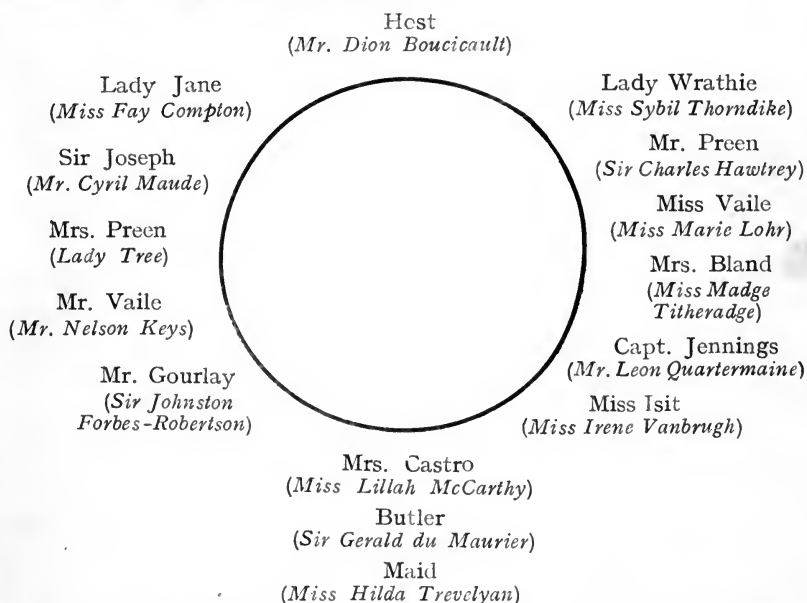 Host
(Mr. Dion Boucicault)
Lady Jane
(Miss Fay Compton)
Lady Wrathie
(Miss Sybil Thorndike)
Sir Joseph
(Mr. Cyril Maude)
Mr. Preen
(Sir Charles Hawtrey)
Mrs. Preen
(Lady Tree)
Miss Vaile
(Miss Marie Lohr)
Mr. Vaile
(Mr. Nelson Keys)
Mrs. Bland
(Miss Madge
Titheradge)
Mr. Gourlay
(Sir Johnston
Forbes-Robertson)
Capt. Jennings
(Mr. Leon Quartermaine)
Miss Isit
(Miss Irene Vanbrugh)
Mrs. Castro
(Miss Lillah McCarthy)
Butler
(Sir Gerald du Maurier)
Maid
(Miss Hilda Trevelyan)